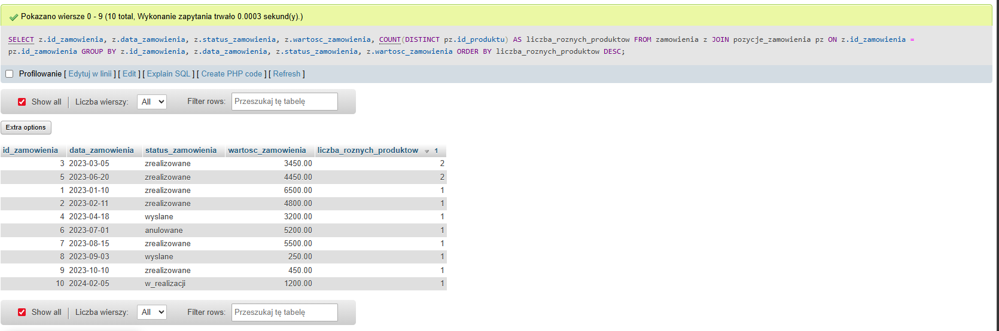 Pokazano wiersze 0 - 9 (10 total, Wykonanie zapytania trwało 0.0003 sekund(y).)
SELECT z.id_zamowienia, z.data_zamowienia, z.status_zamowienia, z.wartosc_zamowienia, COUNT(DISTINCT pz.id_produktu) AS liczba_roznych_produktow FROM zamowienia z JOIN pozycje_zamowienia pz ON z.id_zamowienia =
pz.id_zamowienia GROUP BY z.id_zamowienia, z.data_zamowienia, z.status_zamowienia, z.wartosc_zamowienia ORDER BY liczba_roznych_produktow DESC;
Profilowanie [ Edytuj w linii ] [ Edit ] [ Explain SQL ] [ Create PHP code ] [ Refresh ]
Show all | Liczba wierszy: All Filter rows: Przeszukaj tę tabelę
Extra options
id_zamowienia data_zamowienia status_zamowienia wartosc_zamowienia liczba_roznych_produktow 1
3 2023-03-05 zrealizowane 3450.00 2
5 2023-06-20 zrealizowane 4450.00 2
1 2023-01-10 zrealizowane 6500.00 1
2 2023-02-11 zrealizowane 4800.00 1
4 2023-04-18 wyslane 3200.00 1
6 2023-07-01 anulowane 5200.00 1
7 2023-08-15 zrealizowane 5500.00 1
8 2023-09-03 wyslane 250.00 1
9 2023-10-10 zrealizowane 450.00 1
10 2024-02-05 w_realizacji 1200.00 1
Show all | Liczba wierszy: All Filter rows: Przeszukaj tę tabelę